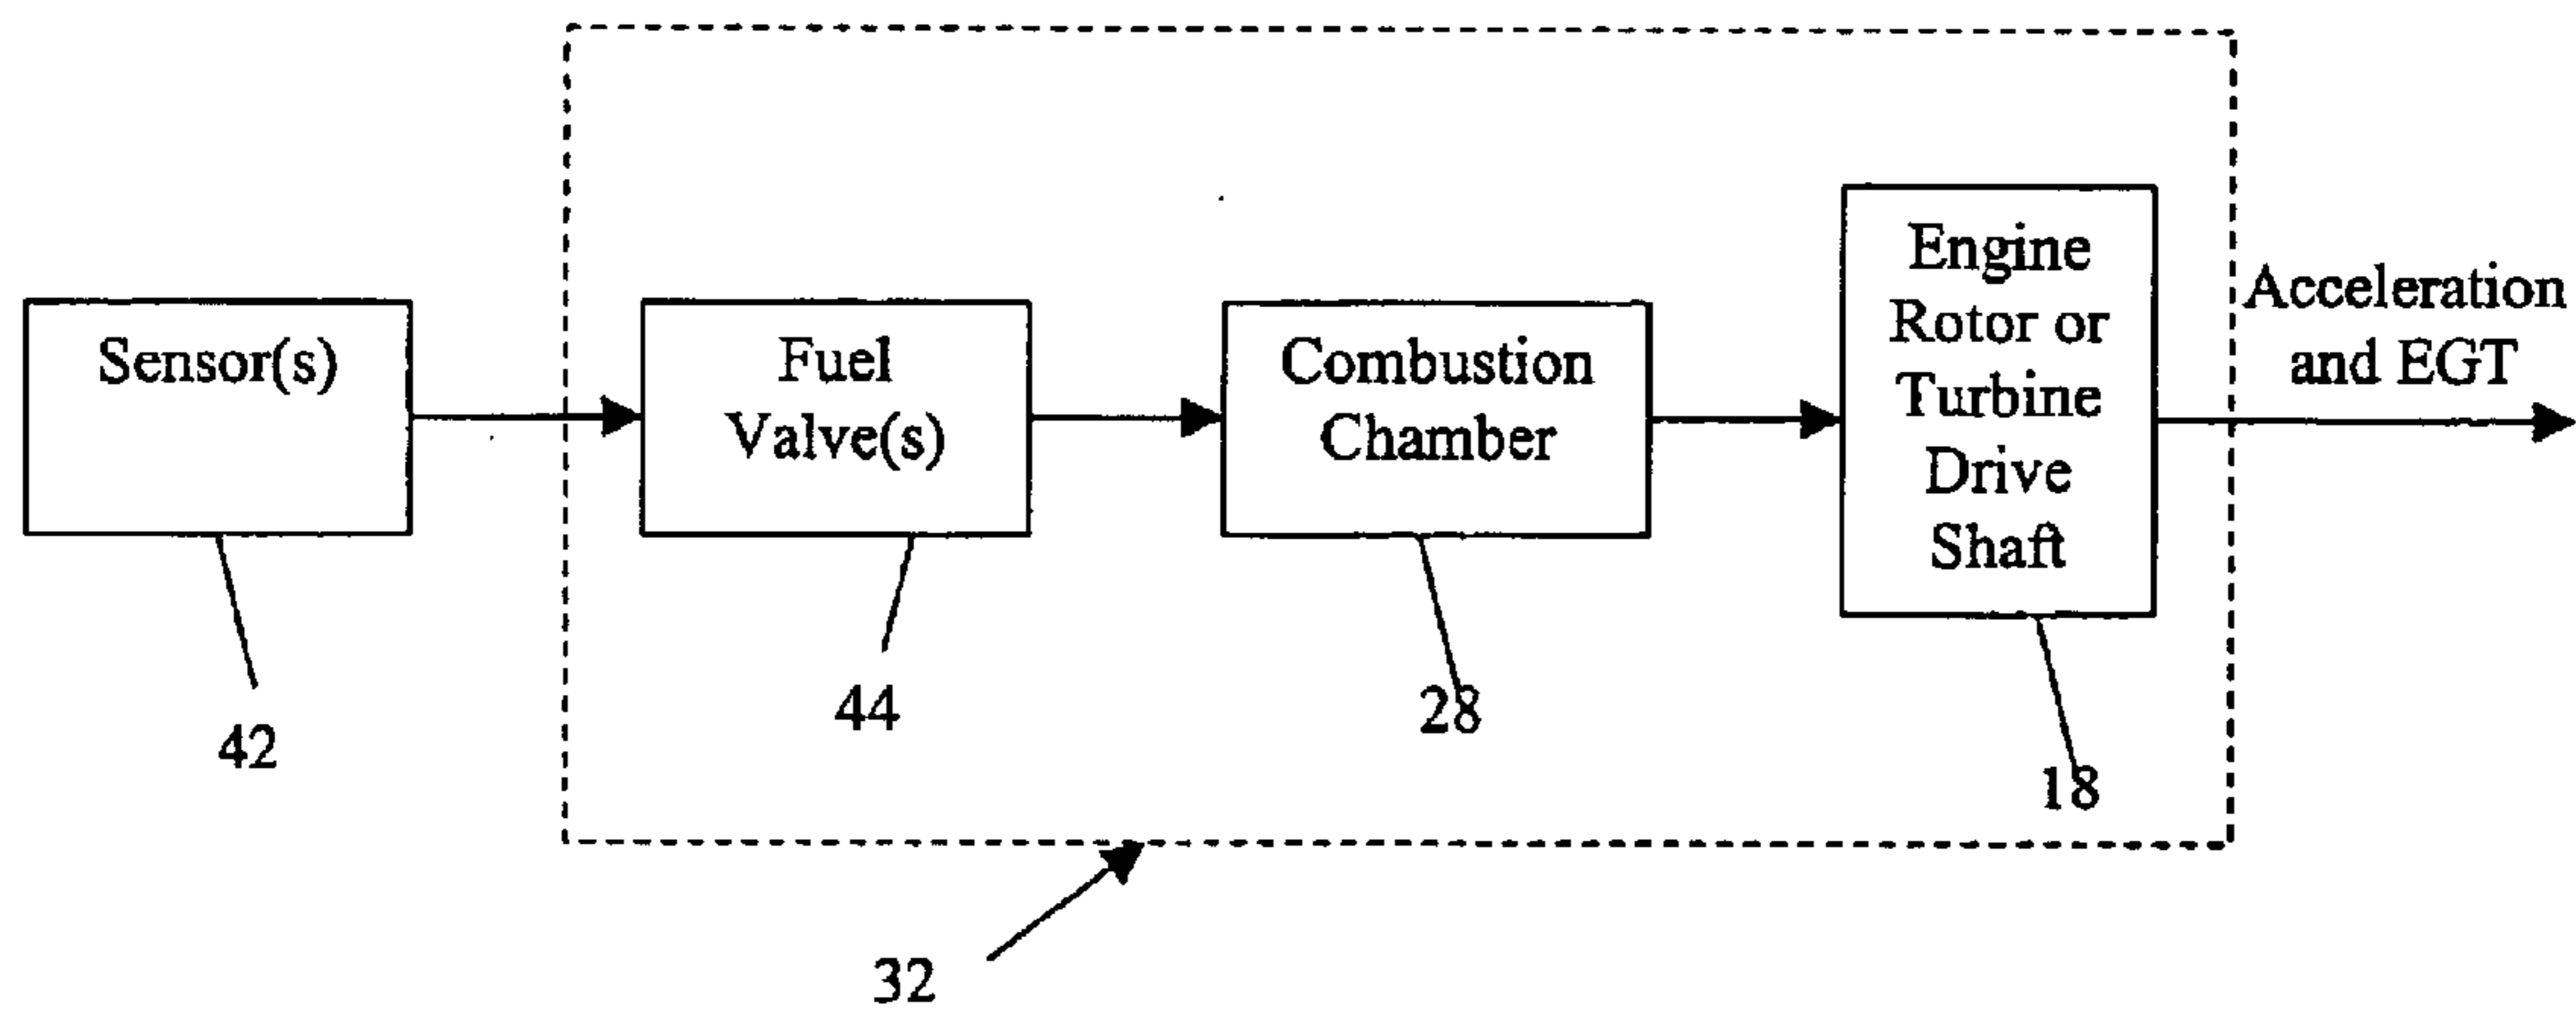 Sensor(s)
Fuel
Valve(s)
Combustion
Chamber
Engine
Rotor or
Turbine
Drive
Shaft
Acceleration
and EGT
42
44
28
18
32